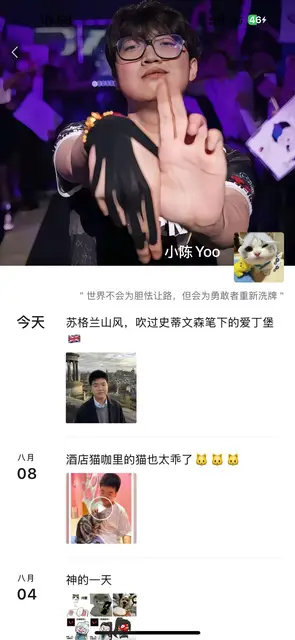 46
小陈 Yoo
" 世界不会为胆怯让路，但会为勇敢者重新洗牌 "
今天
苏格兰山风，吹过史蒂文森笔下的爱丁堡
🇬🇧
八月
08
酒店猫咖里的猫也太乖了🐱🐱🐱
八月
04
神的一天